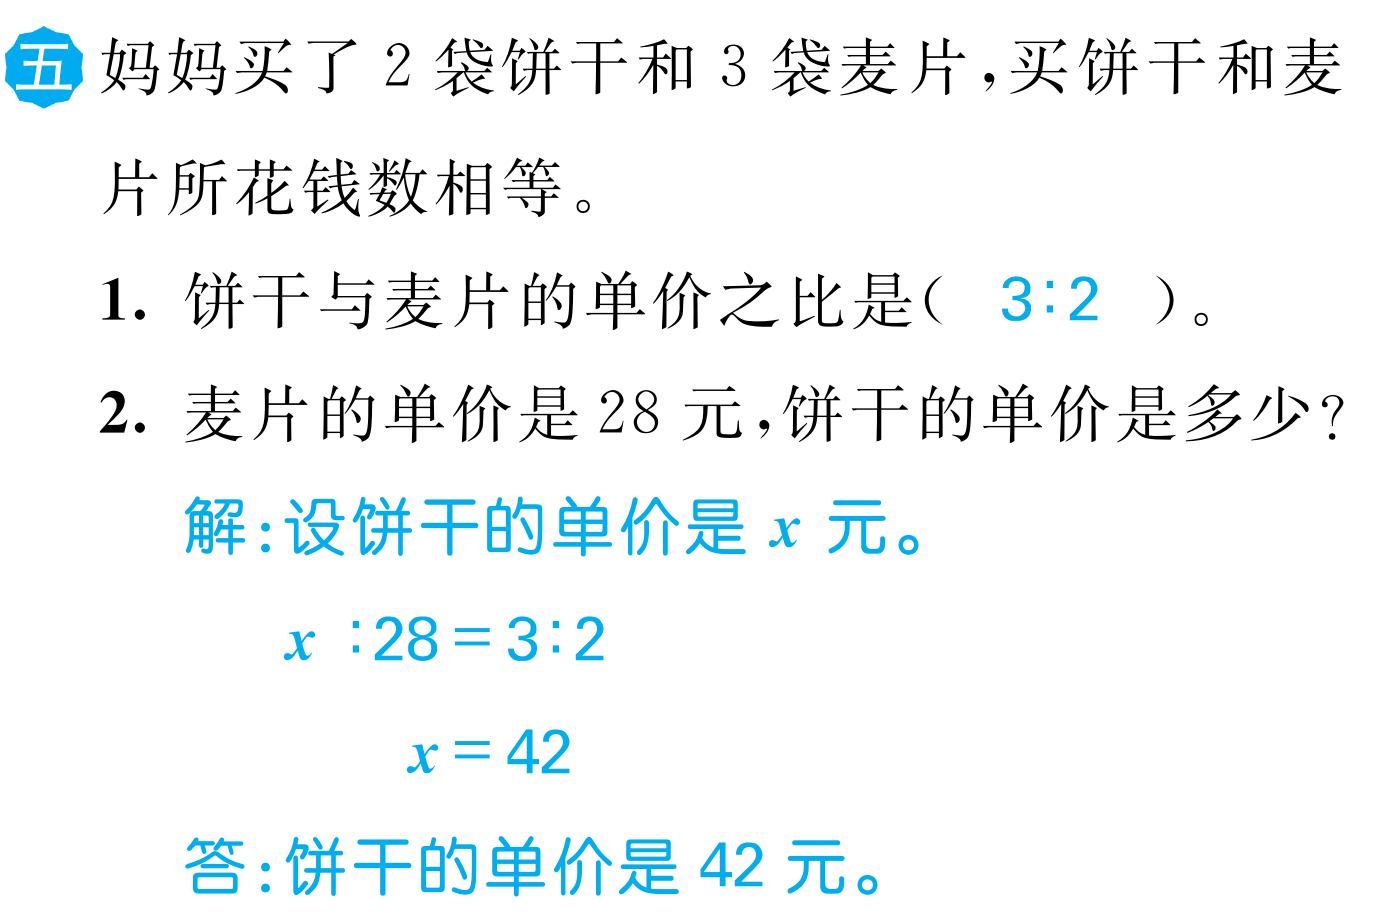 五 妈妈买了 2 袋饼干和 3 袋麦片,买饼干和麦
片所花钱数相等。
1. 饼干与麦片的单价之比是( 3∶2 )。
2. 麦片的单价是 28 元,饼干的单价是多少?
解:设饼干的单价是 x 元。
x ∶28=3∶2
x=42
答:饼干的单价是 42 元。